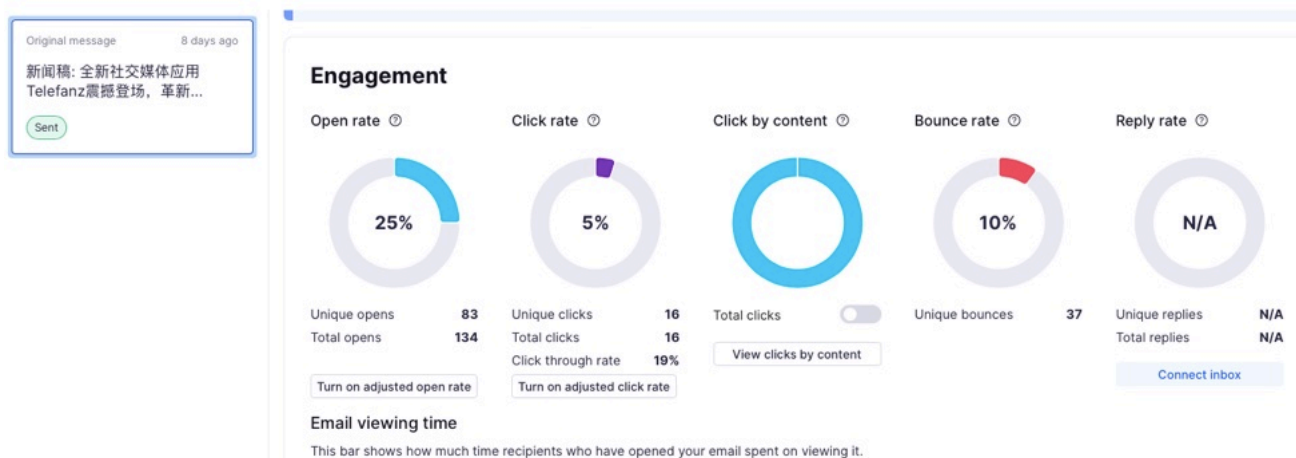 Original message 8 days ago
新闻稿: 全新社交媒体应用
Telefanz震撼登场，革新...
Sent
Engagement
Open rate Click rate Click by content Bounce rate Reply rate
25% 5% 10% N/A
Unique opens 83 Unique clicks 16 Total clicks Unique bounces 37 Unique replies N/A
Total opens 134 Total clicks 16 Total replies N/A
View clicks by content
Click through rate 19%
Connect inbox
Turn on adjusted open rate Turn on adjusted click rate
Email viewing time
This bar shows how much time recipients who have opened your email spent on viewing it.